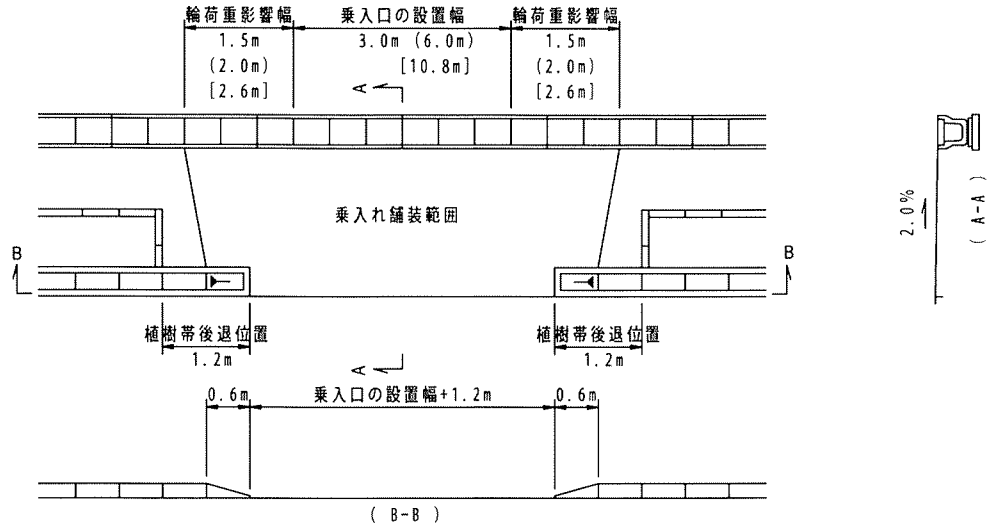 輪荷重影響幅 乗入口の設置幅 輪荷重影響幅
1.5m 3.0m (6.0m) 1.5m
(2.0m) [10.8m] (2.0m)
[2.6m] [2.6m]
A
乗入れ舗装範囲
2.0%
(A-A)
B B
植樹帯後退位置 植樹帯後退位置
1.2m 1.2m
A
0.6m 乗入口の設置幅+1.2m 0.6m
( B-B )